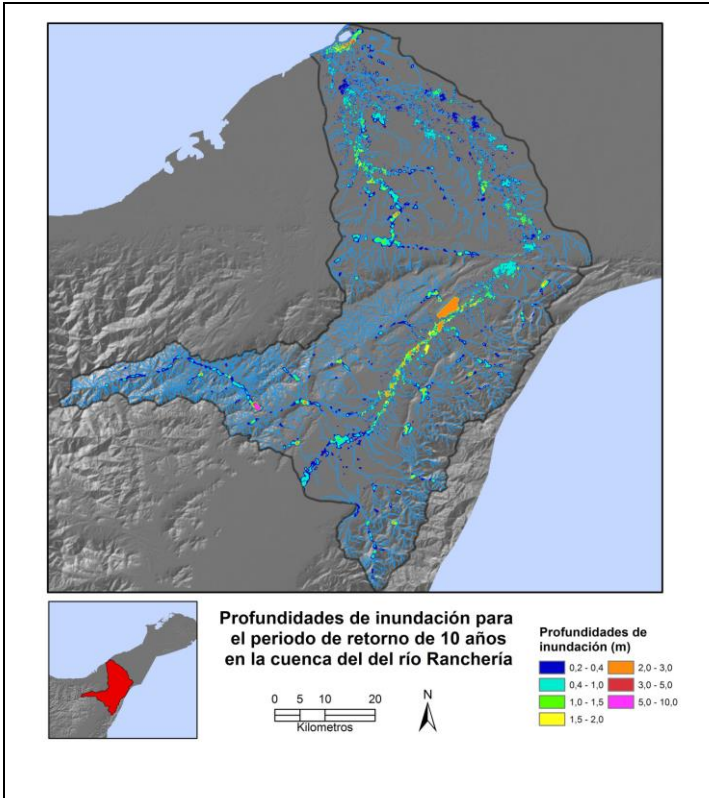 Profundidades de inundación para
el periodo de retorno de 10 años
en la cuenca del del río Ranchería
0 5 10 20
Kilometros
N
Profundidades de
inundación (m)
0,2 - 0,4
0,4 - 1,0
1,0 - 1,5
1,5 - 2,0
2,0 - 3,0
3,0 - 5,0
5,0 - 10,0